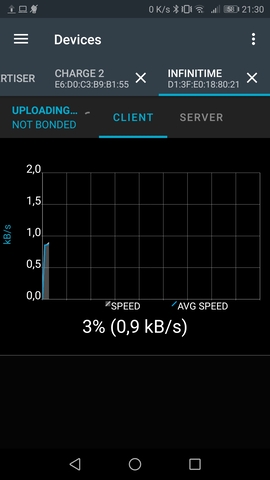 0 K/s 51 21:30
Devices
RTISER
CHARGE 2
E6:D0:C3:B9:B1:55
INFINITIME
D1:3F:E0:18:80:21
UPLOADING...
NOT BONDED
CLIENT
SERVER
2,0
1,5
1,0
0,5
0,0
kB/s
SPEED
AVG SPEED
3% (0,9 kB/s)